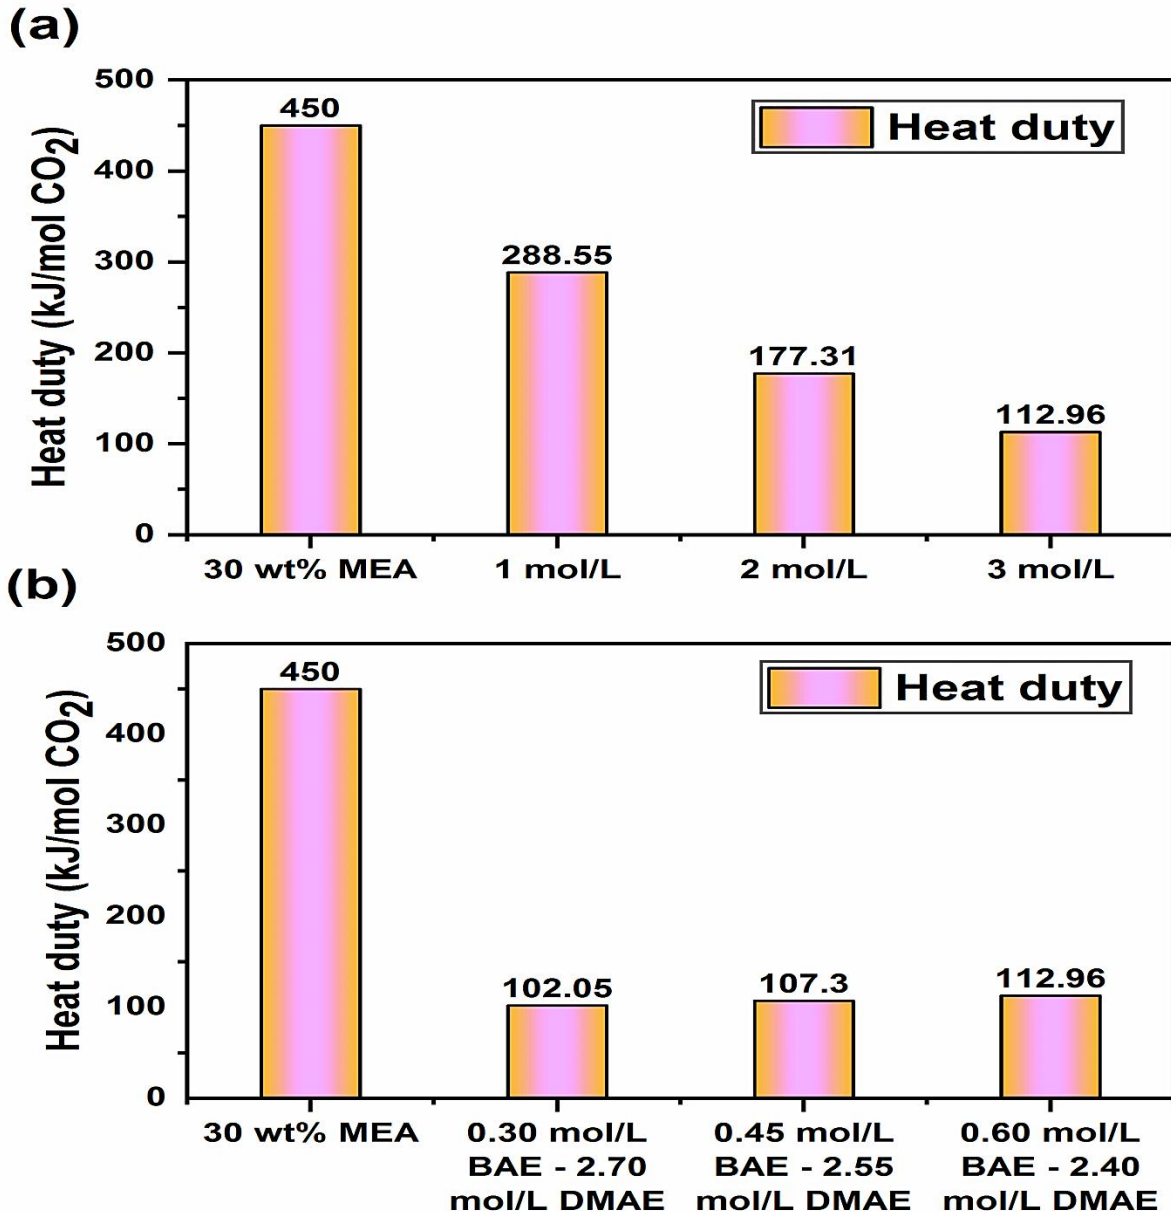 (a)
Heat duty (kJ/mol CO2)
500
400
300
200
100
0
Heat duty
450
288.55
177.31
112.96
30 wt% MEA
1 mol/L
2 mol/L
3 mol/L
(b)
Heat duty (kJ/mol CO2)
500
400
300
200
100
0
Heat duty
450
102.05
107.3
112.96
30 wt% MEA
0.30 mol/L
BAE - 2.70
mol/L DMAE
0.45 mol/L
BAE - 2.55
mol/L DMAE
0.60 mol/L
BAE - 2.40
mol/L DMAE